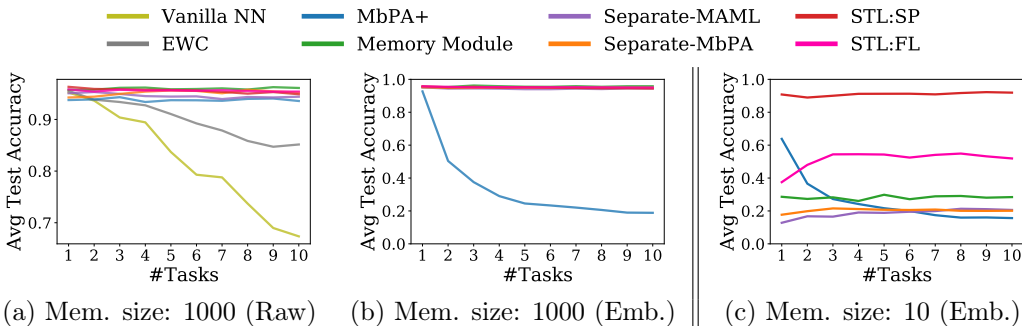 Vanilla NN
EWC
MbPA+
Memory Module
Separate-MAML
Separate-MbPA
STL:SP
STL:FL
Avg Test Accuracy
0.9
0.8
0.7
1 2 3 4 5 6 7 8 9 10
#Tasks
(a) Mem. size: 1000 (Raw)
Avg Test Accuracy
1.0
0.8
0.6
0.4
0.2
0.0
1 2 3 4 5 6 7 8 9 10
#Tasks
(b) Mem. size: 1000 (Emb.)
Avg Test Accuracy
1.0
0.8
0.6
0.4
0.2
0.0
1 2 3 4 5 6 7 8 9 10
#Tasks
(c) Mem. size: 10 (Emb.)